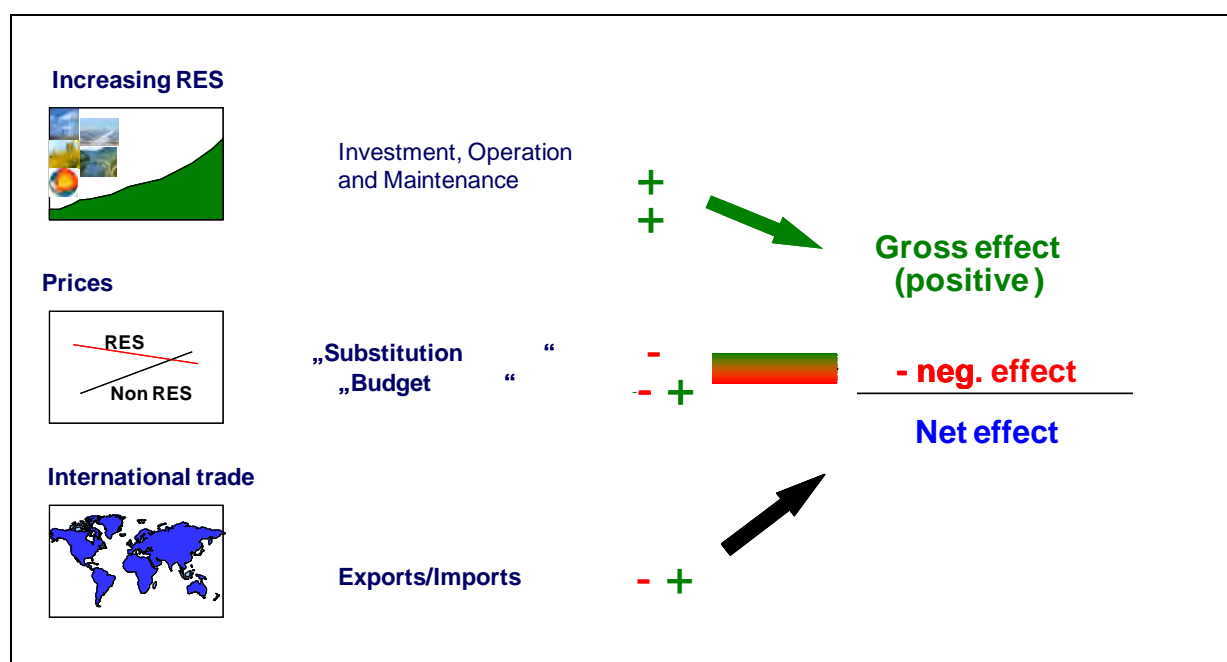 Increasing RES
Investment, Operation
and Maintenance
+
+
Gross effect
(positive )
Prices
RES
Non RES
„Substitution “
„Budget “
-
- +
- neg. effect
Net effect
International trade
Exports/Imports
- +